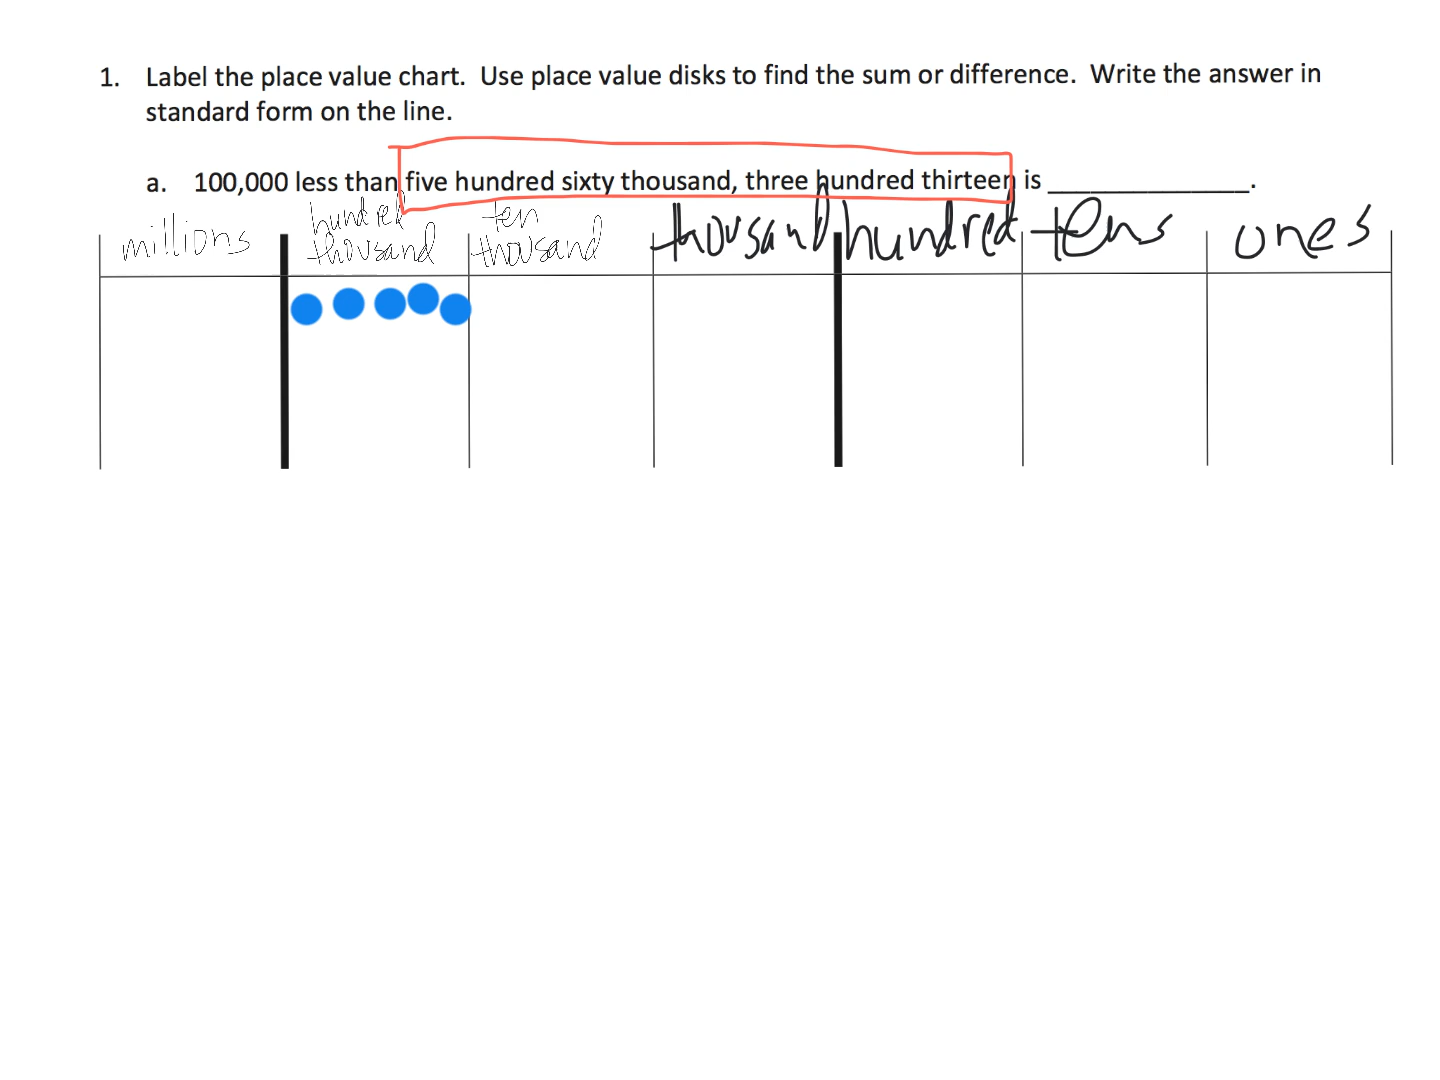 1. Label the place value chart. Use place value disks to find the sum or difference. Write the answer in
standard form on the line.
a. 100,000 less than five hundred sixty thousand, three hundred thirteen is ______________.
millions hundred thousand ten thousand thousand hundred tens ones